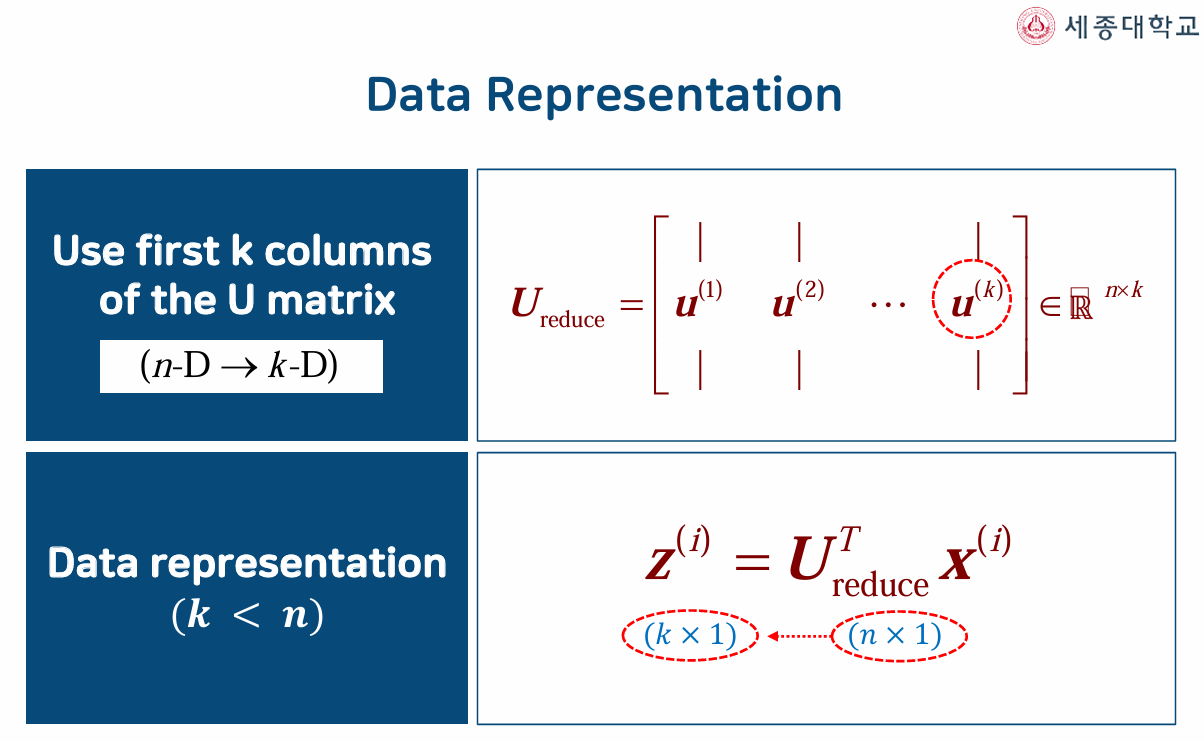 세종대학교
Data Representation
Use first k columns
of the U matrix
(n-D → k-D)
U_reduce = [ u^(1) u^(2) ⋯ u^(k) ] ∈ ℝ^n×k
Data representation
(k < n)
z^(i) = U^T_reduce x^(i)
(k × 1) (n × 1)